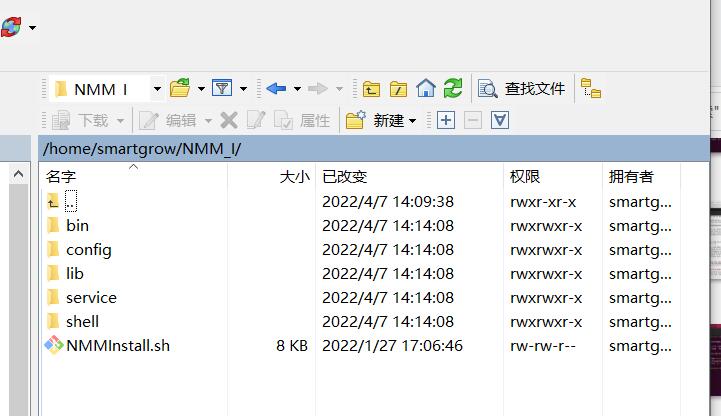 NMM_I
查找文件
下载 编辑 属性 新建
/home/smartgrow/NMM_I/
名字 大小 已改变 权限 拥有者
.. 2022/4/7 14:09:38 rwxr-xr-x smartg...
bin 2022/4/7 14:14:08 rwxrwxr-x smartg...
config 2022/4/7 14:14:08 rwxrwxr-x smartg...
lib 2022/4/7 14:14:08 rwxrwxr-x smartg...
service 2022/4/7 14:14:08 rwxrwxr-x smartg...
shell 2022/4/7 14:14:08 rwxrwxr-x smartg...
NMMInstall.sh 8 KB 2022/1/27 17:06:46 rw-rw-r-- smartg...